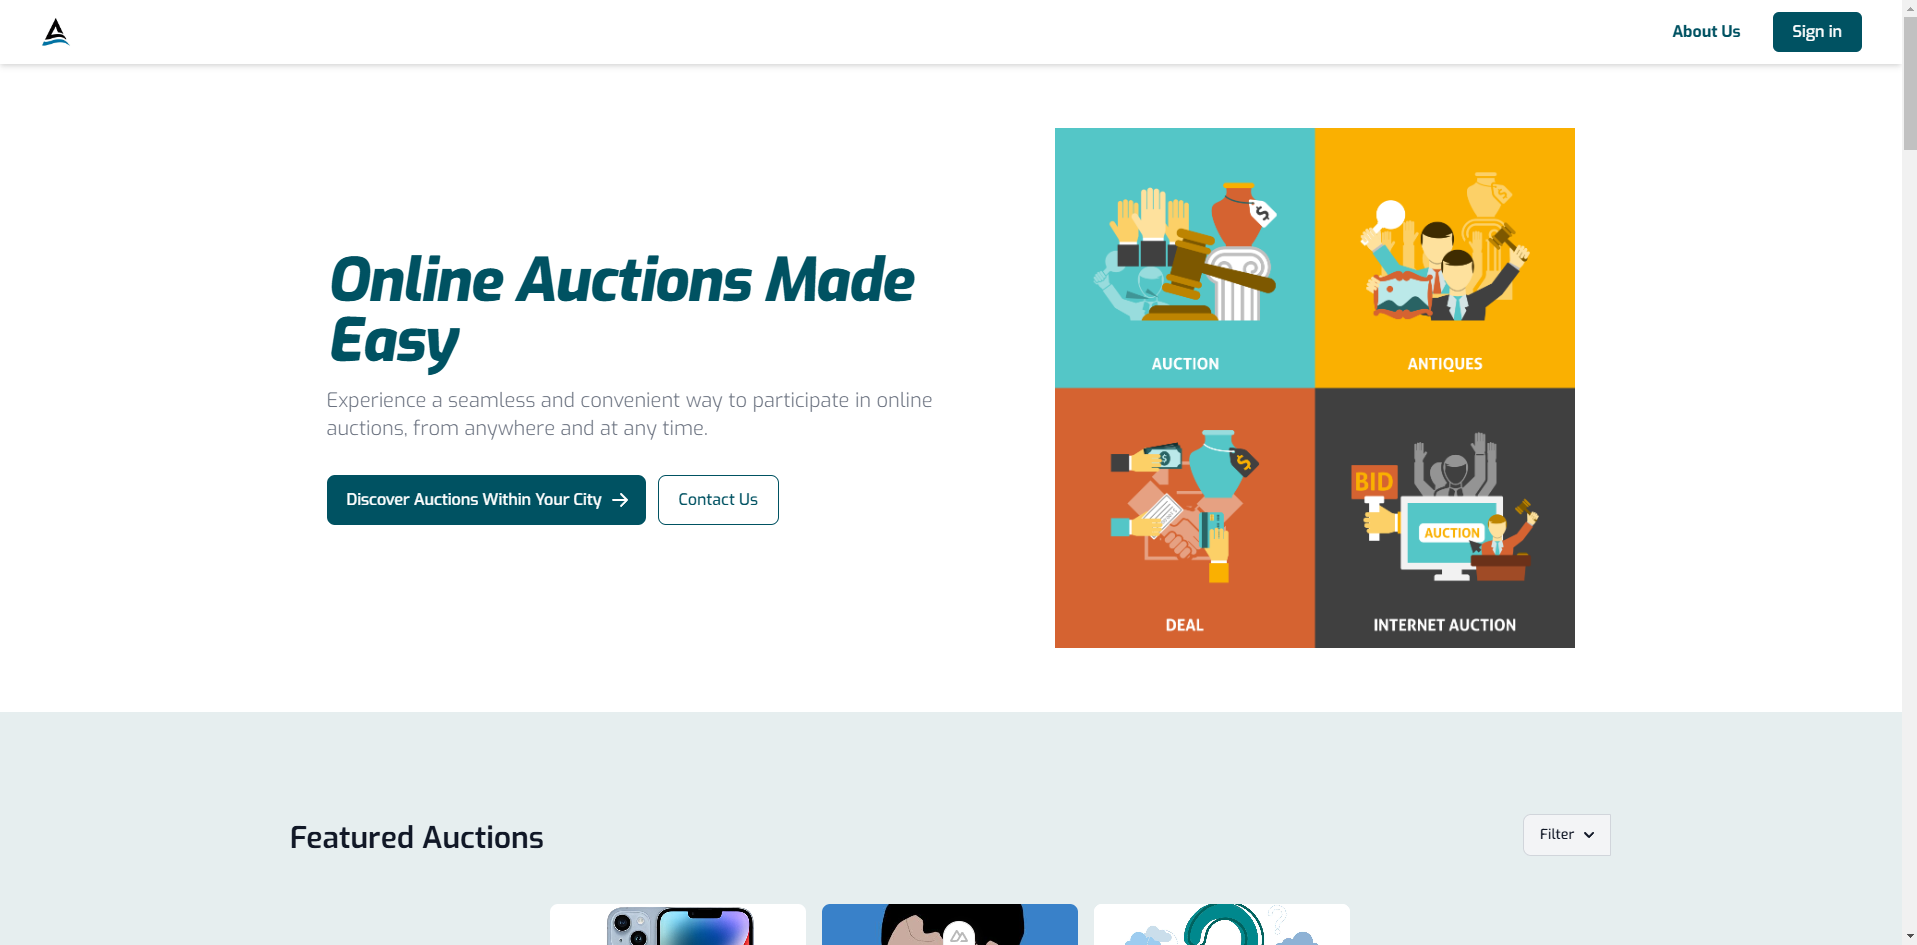 About Us
Sign in
Online Auctions Made
Easy
Experience a seamless and convenient way to participate in online
auctions, from anywhere and at any time.
Discover Auctions Within Your City
Contact Us
$
$
AUCTION
ANTIQUES
$
$
BID
AUCTION
DEAL
INTERNET AUCTION
Featured Auctions
Filter